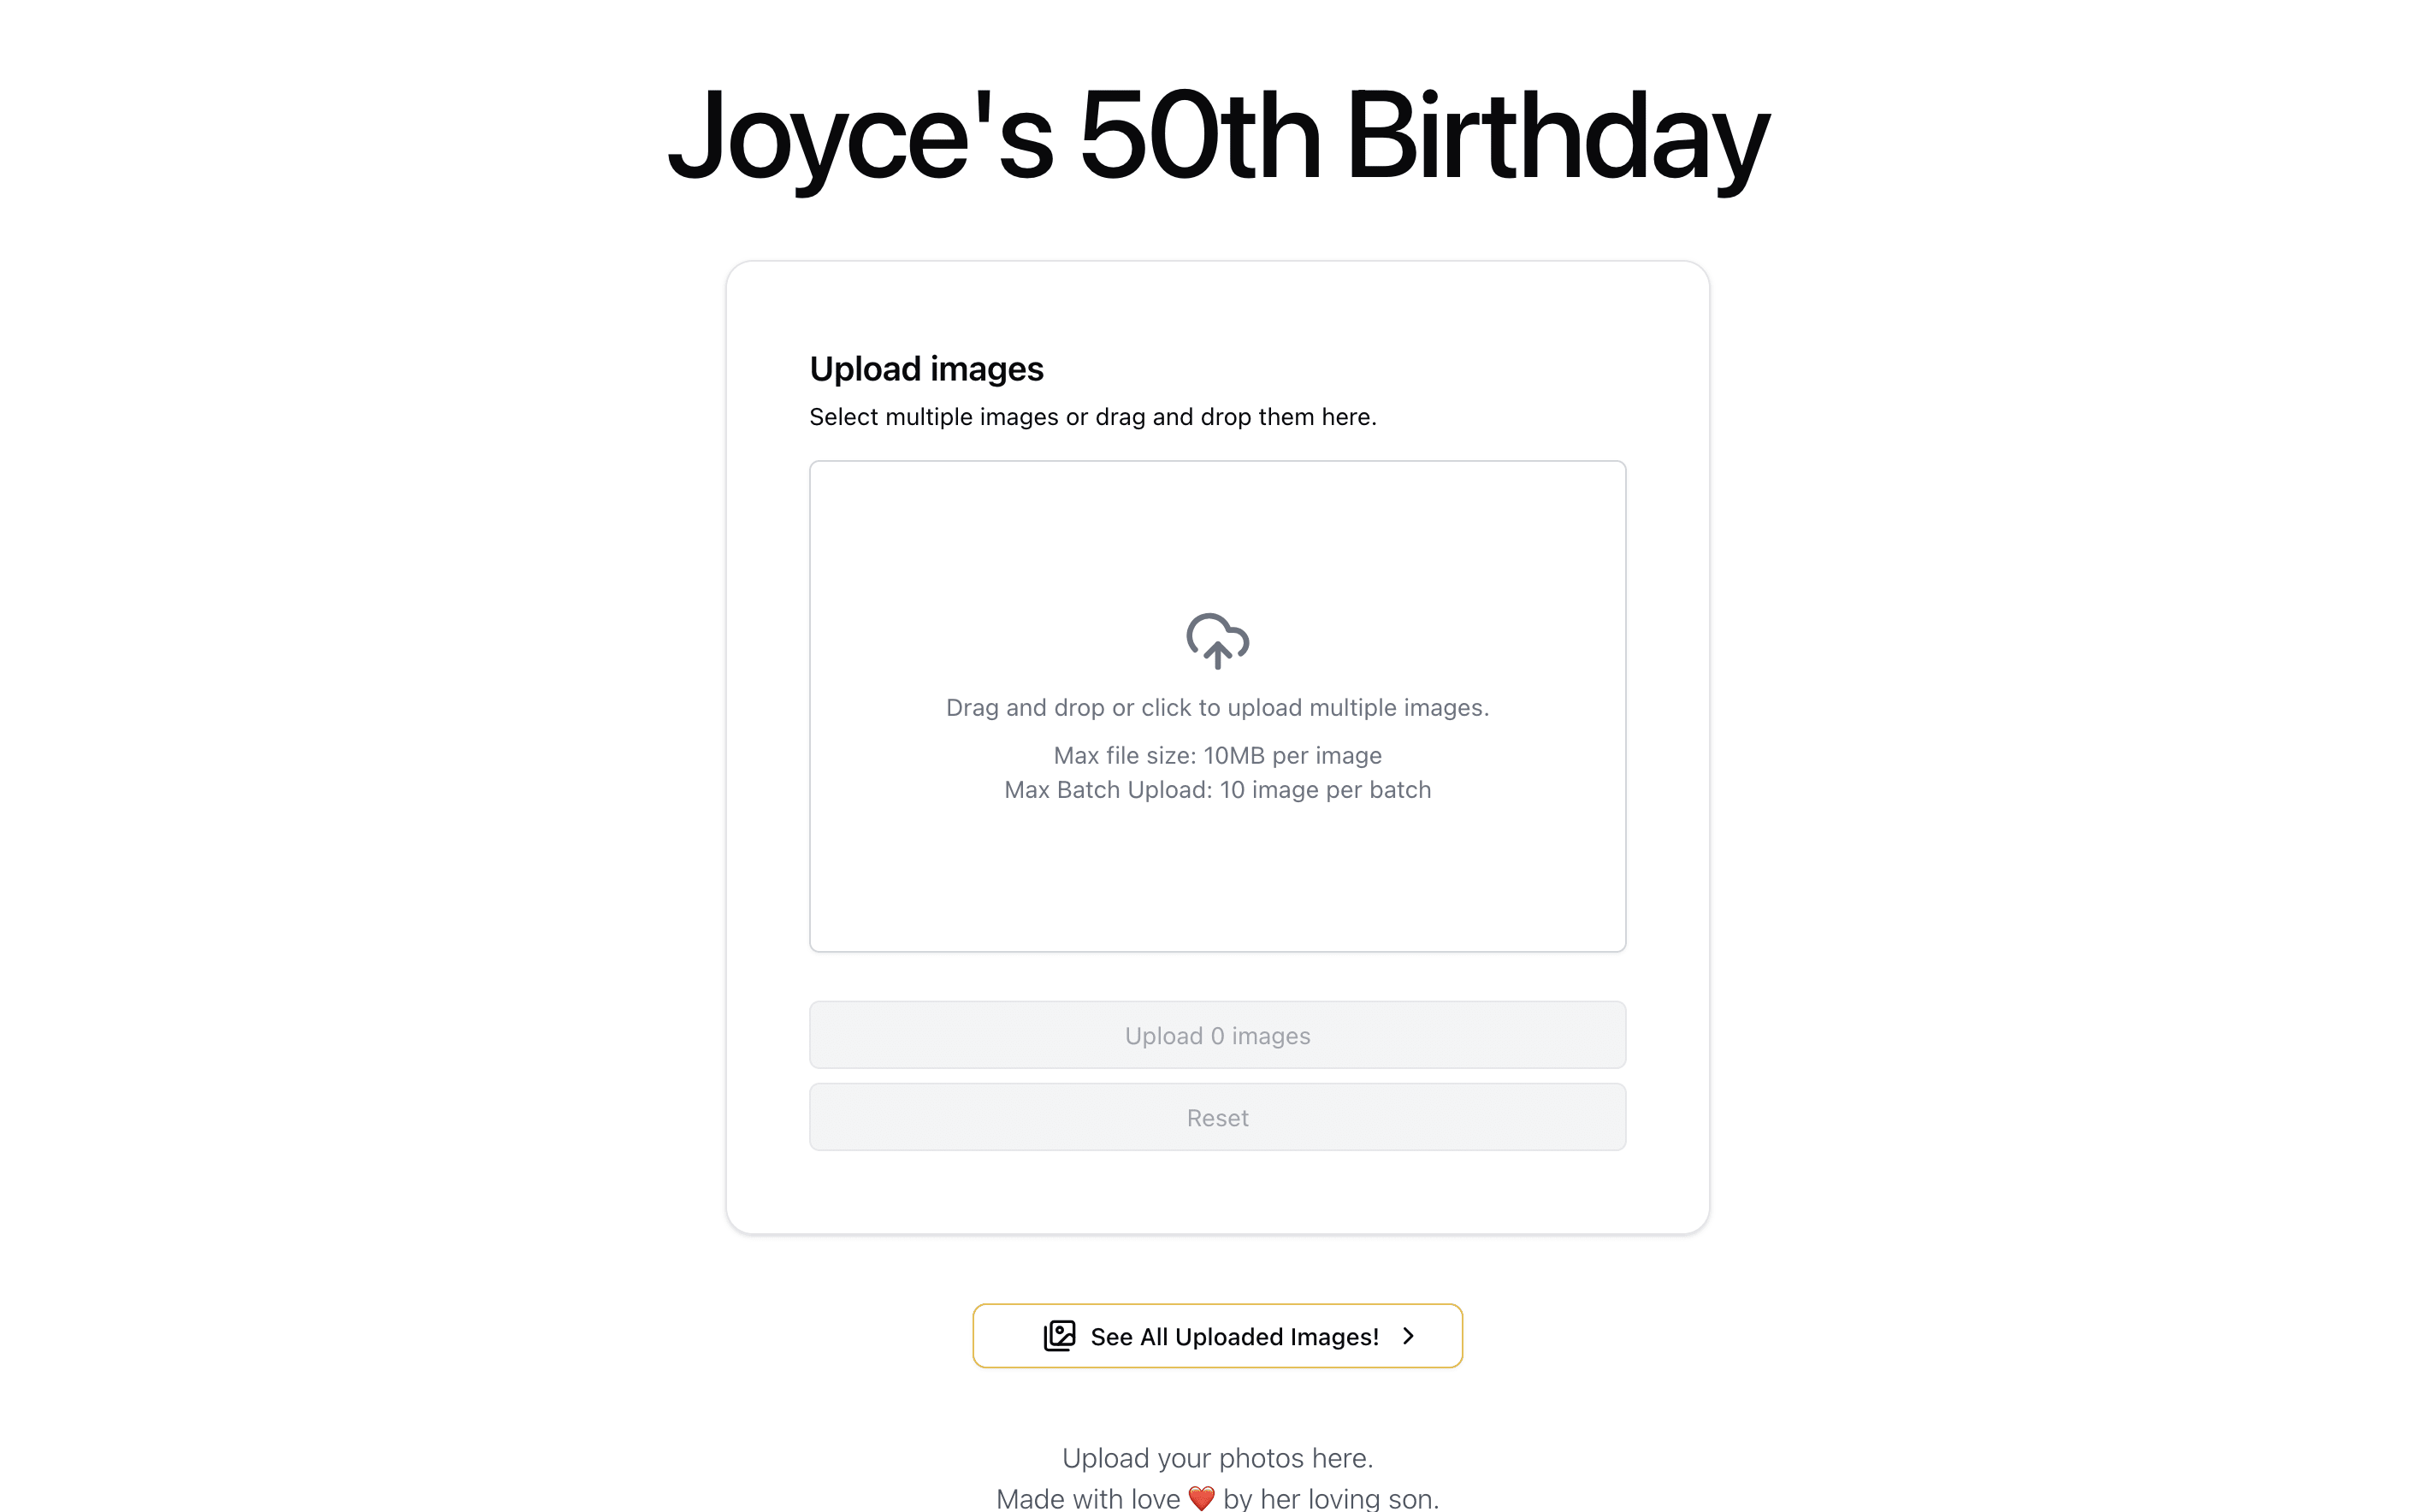 Joyce's 50th Birthday
Upload images
Select multiple images or drag and drop them here.
Drag and drop or click to upload multiple images.
Max file size: 10MB per image
Max Batch Upload: 10 image per batch
Upload 0 images
Reset
See All Uploaded Images!
Upload your photos here.
Made with love ❤️ by her loving son.